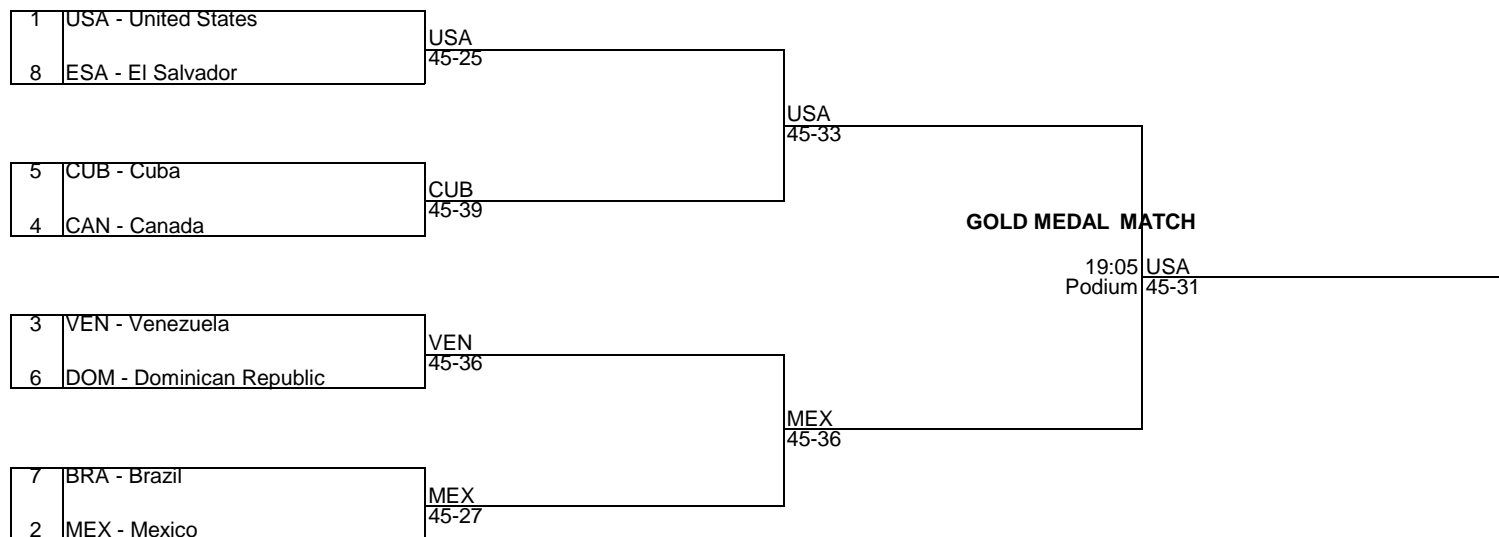 1 USA - United States
8 ESA - El Salvador
USA
45-25
5 CUB - Cuba
4 CAN - Canada
CUB
45-39
USA
45-33
3 VEN - Venezuela
6 DOM - Dominican Republic
VEN
45-36
7 BRA - Brazil
2 MEX - Mexico
MEX
45-27
MEX
45-36
GOLD MEDAL MATCH
19:05 USA
Podium 45-31